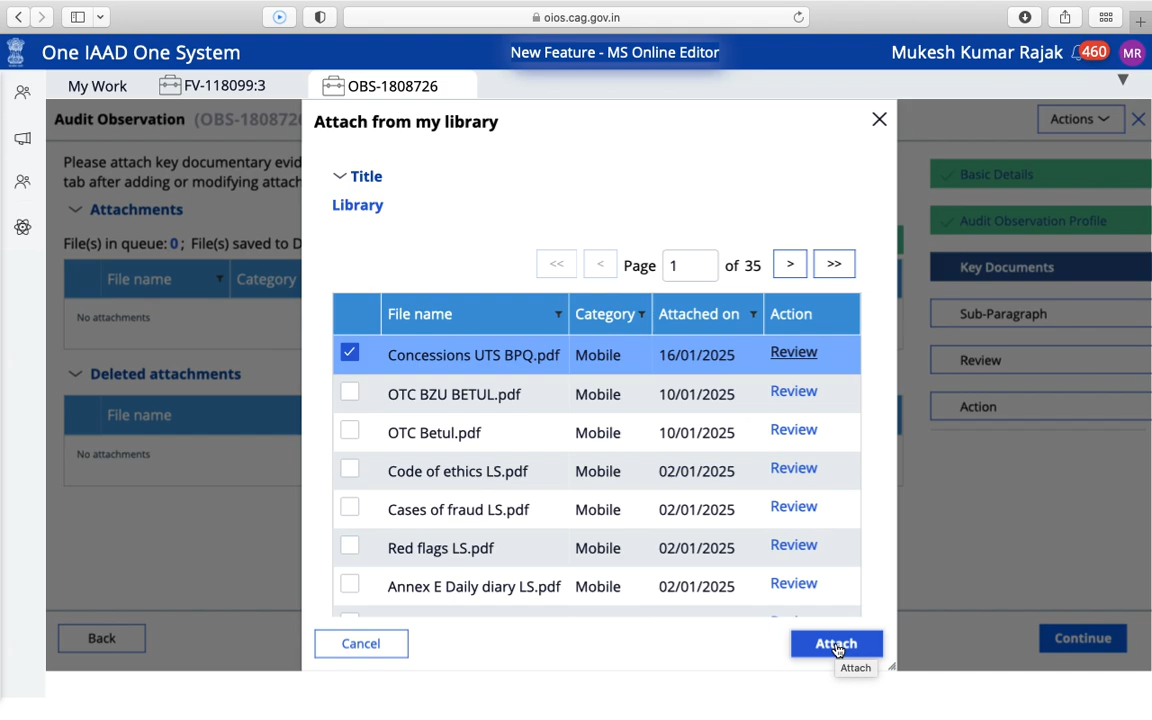 oios.cag.gov.in
One IAAD One System
New Feature - MS Online Editor
Mukesh Kumar Rajak
460
MR
My Work
FV-118099:3
OBS-1808726
Audit Observation (OBS-1808726
Actions
Please attach key documentary evid
tab after adding or modifying attach
Attachments
File(s) in queue: 0; File(s) saved to D
File name
Category
No attachments
Deleted attachments
File name
No attachments
Back
Attach from my library
Title
Library
<< < Page 1 of 35 > >>
File name Category Attached on Action
Concessions UTS BPQ.pdf Mobile 16/01/2025 Review
OTC BZU BETUL.pdf Mobile 10/01/2025 Review
OTC Betul.pdf Mobile 10/01/2025 Review
Code of ethics LS.pdf Mobile 02/01/2025 Review
Cases of fraud LS.pdf Mobile 02/01/2025 Review
Red flags LS.pdf Mobile 02/01/2025 Review
Annex E Daily diary LS.pdf Mobile 02/01/2025 Review
Cancel
Attach
Attach
Basic Details
Audit Observation Profile
Key Documents
Sub-Paragraph
Review
Action
Continue